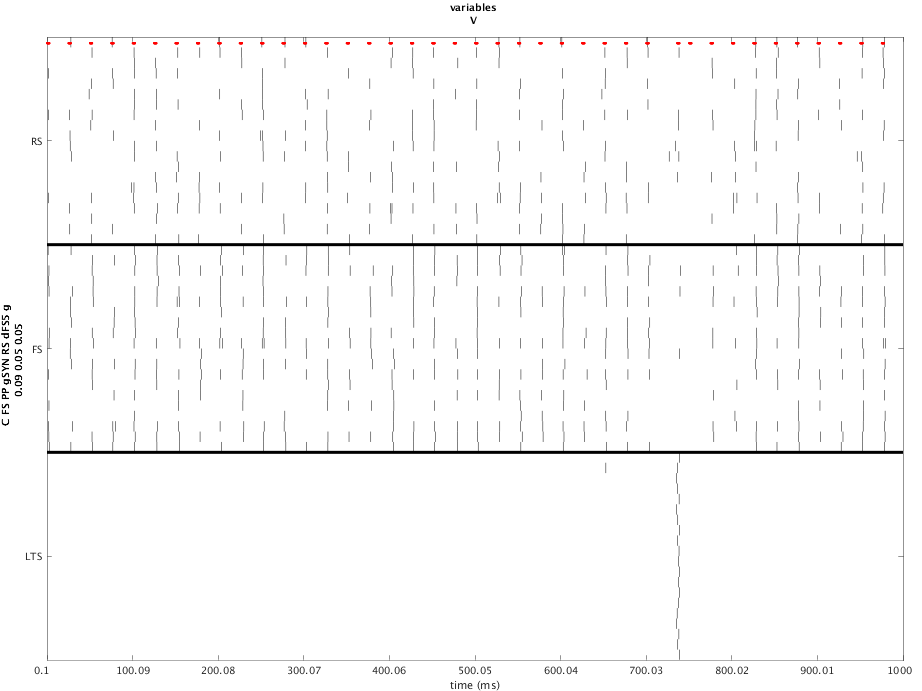 variables
V
RS
FS
LTS
C FS PP gSYN RS dFSS g
0.09 0.05 0.05
0.1 100.09 200.08 300.07 400.06 500.05 600.04 700.03 800.02 900.01 1000
time (ms)